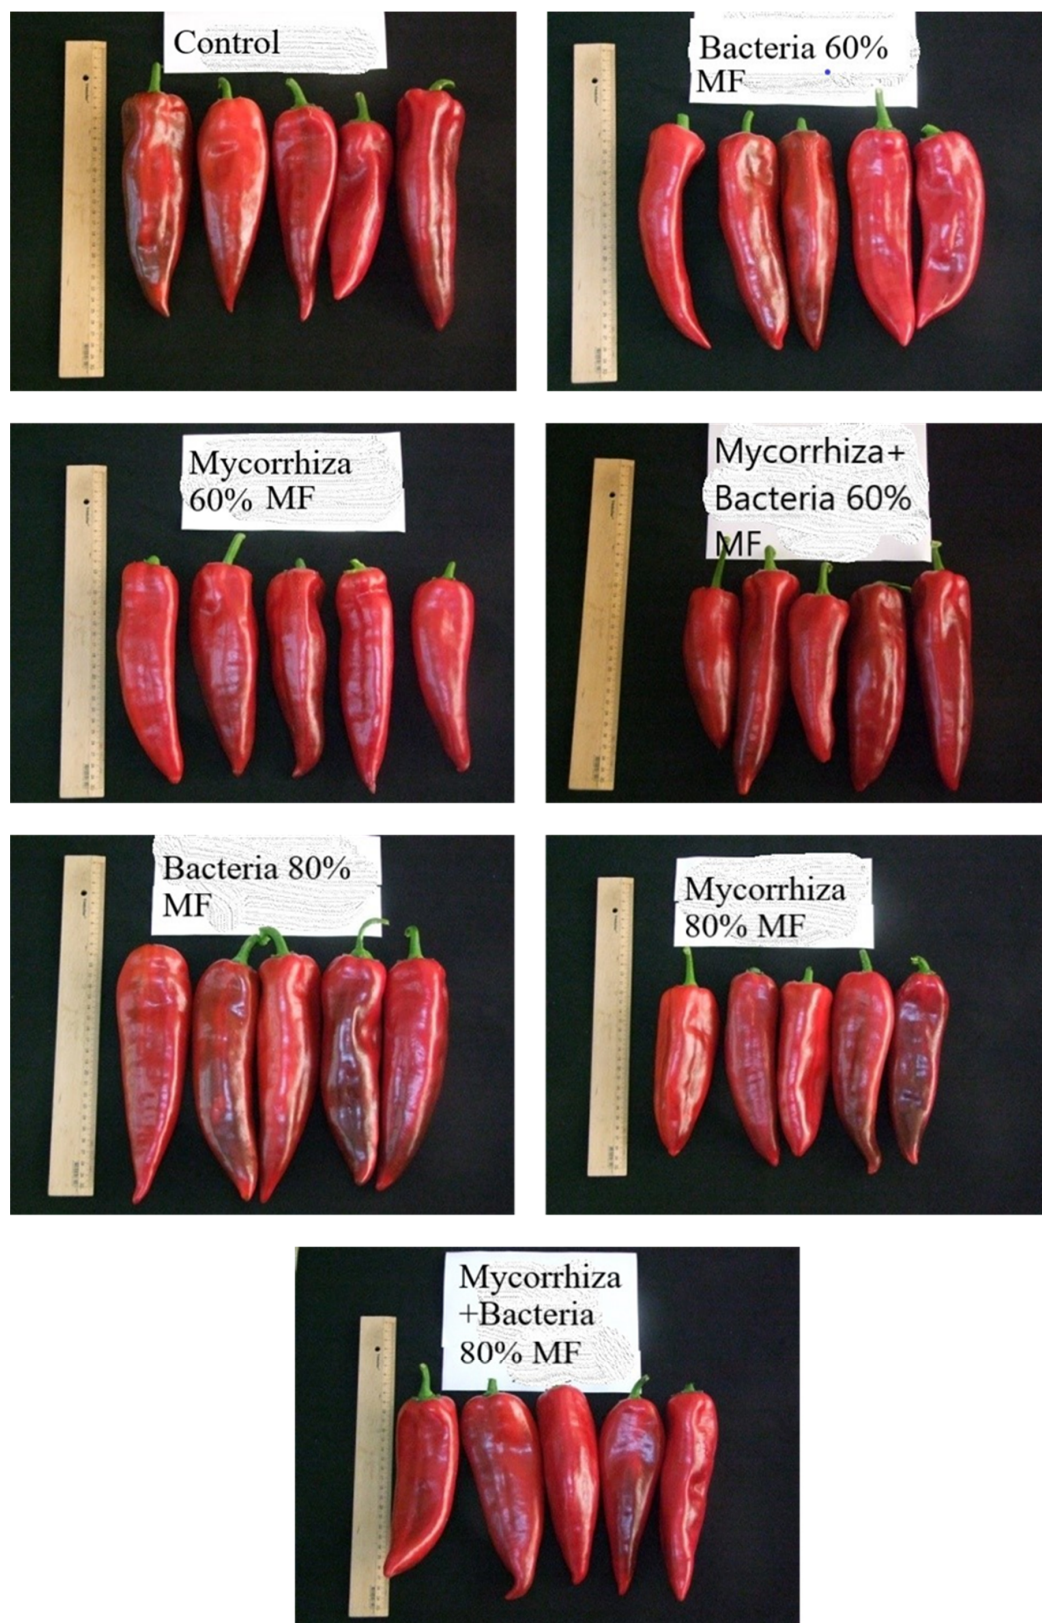 Control
Bacteria 60%
MF
Mycorrhiza
60% MF
Mycorrhiza+
Bacteria 60%
MF
Bacteria 80%
MF
Mycorrhiza
80% MF
Mycorrhiza
+Bacteria
80% MF